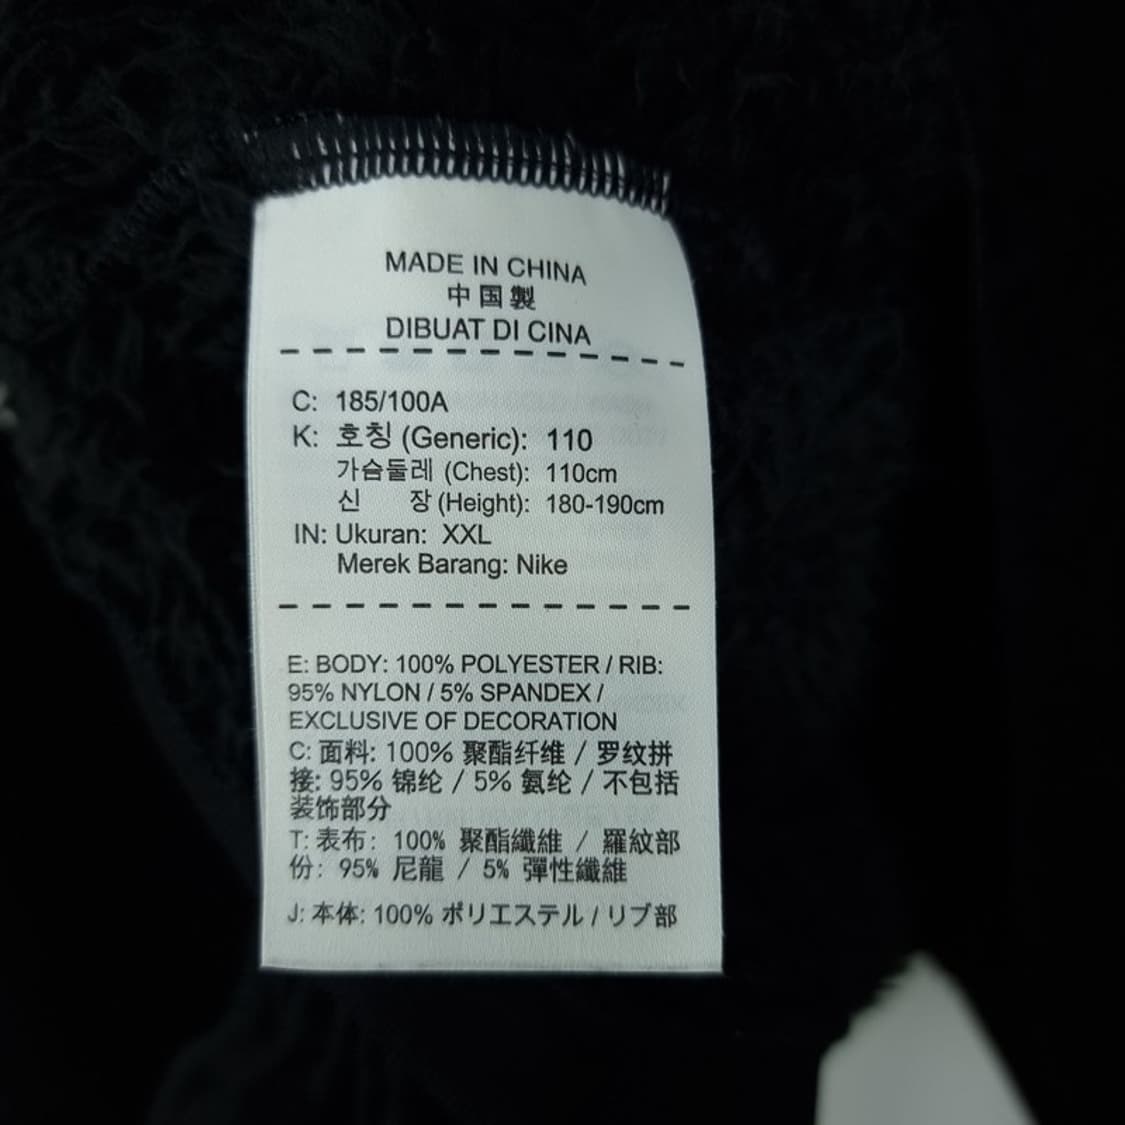 MADE IN CHINA
中国製
DIBUAT DI CINA
C: 185/100A
K: 호칭 (Generic): 110
가슴둘레 (Chest): 110cm
신 장 (Height): 180-190cm
IN: Ukuran: XXL
Merek Barang: Nike
E: BODY: 100% POLYESTER / RIB:
95% NYLON / 5% SPANDEX /
EXCLUSIVE OF DECORATION
C: 面料: 100% 聚酯纤维 / 罗纹拼
接: 95% 锦纶 / 5% 氨纶 / 不包括
装饰部分
T: 表布: 100% 聚酯纖維 / 羅紋部
份: 95% 尼龍 / 5% 彈性纖維
J: 本体: 100% ポリエステル / リブ部